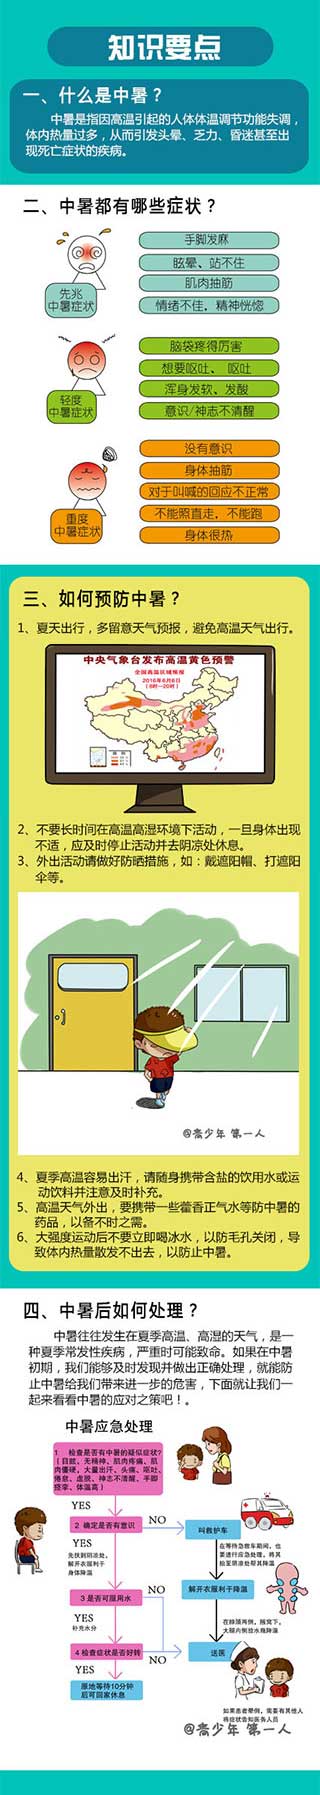 知识要点
一、什么是中暑？
中暑是指因高温引起的人体体温调节功能失调，
体内热量过多，从而引发头晕、乏力、昏迷甚至出
现死亡症状的疾病。
二、中暑都有哪些症状？
先兆
中暑症状
手脚发麻
眩晕、站不住
肌肉抽筋
情绪不佳，精神恍惚
轻度
中暑症状
脑袋疼得厉害
想要呕吐、呕吐
浑身发软、发酸
意识/神志不清醒
重度
中暑症状
没有意识
身体抽筋
对于叫喊的回应不正常
不能照直走，不能跑
身体很热
三、如何预防中暑？
1、夏天出行，多留意天气预报，避免高温天气出行。
中央气象台发布高温黄色预警
全国高温区域预报
2016年6月6日
（8时—20时）
2、不要长时间在高温高湿环境下活动，一旦身体出现
不适，应及时停止活动并去阴凉处休息。
3、外出活动请做好防晒措施，如：戴遮阳帽、打遮阳
伞等。
@青少年 第一人
4、夏季高温容易出汗，请随身携带含盐的饮用水或运
动饮料并注意及时补充。
5、高温天气外出，要携带一些藿香正气水等防中暑的
药品，以备不时之需。
6、大强度运动后不要立即喝冰水，以防毛孔关闭，导
致体内热量散发不出去，以防止中暑。
四、中暑后如何处理？
中暑往往发生在夏季高温、高湿的天气，是一
种夏季常发性疾病，严重时可能致命。如果在中暑
初期，我们能够及时发现并做出正确处理，就能防
止中暑给我们带来进一步的危害，下面就让我们一
起来看看中暑的应对之策吧！。
中暑应急处理
1 检查是否有中暑的疑似症状?
（目眩、无精神、肌肉疼痛、肌
肉僵硬、大量出汗、头痛、呕吐、
倦怠、虚脱、神志不清醒、手脚
痉挛、体温高）
YES
2 确定是否有意识
NO
叫救护车
YES
先扶到阴凉处，
解开衣服利于
身体降温
在等待急救车期间，也
要进行应急处理。将其
抬至阴凉处帮其降温
3 是否可服用水
NO
解开衣服利于降温
YES
补充水分
在脖颈两侧、腋窝下、
大腿内侧放冰瓶降温
4 检查症状是否好转
NO
送医
YES
原地等待10分钟
后可回家休息
如果患者晕倒，需要有其他人
将症状告知医务人员
@青少年 第一人